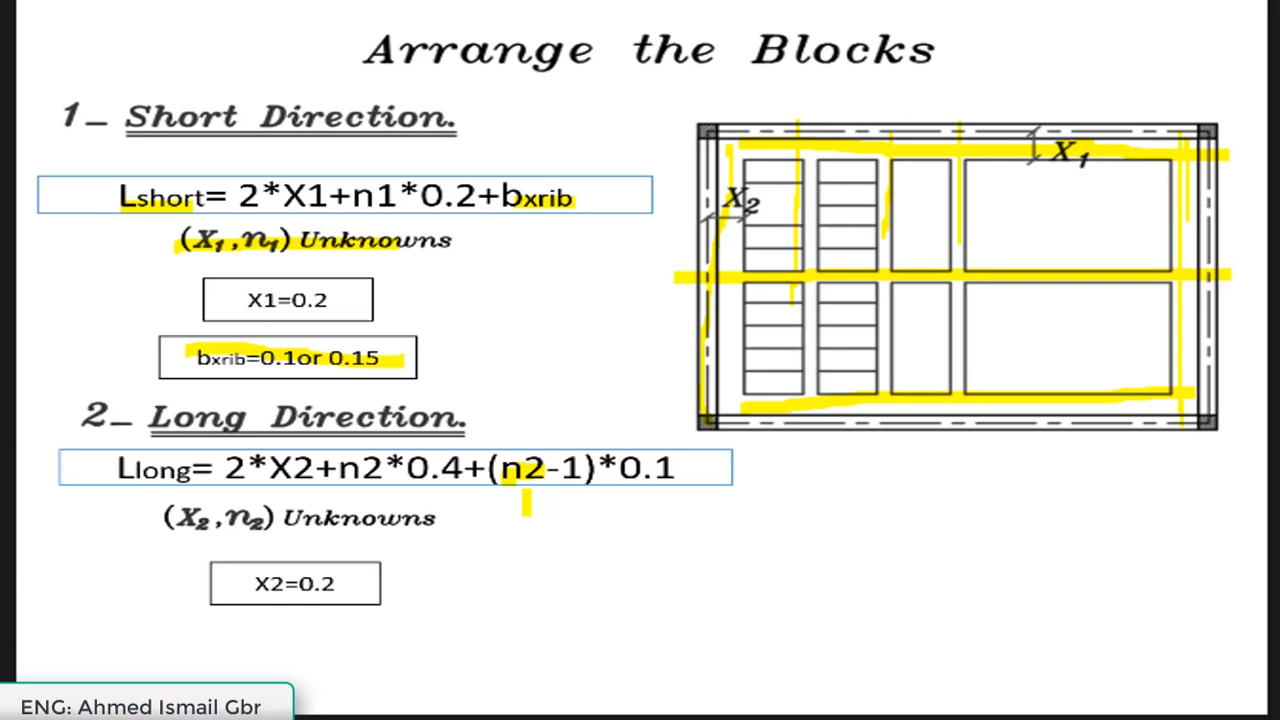 Arrange the Blocks
1_ Short Direction.
Lshort= 2*X1+n1*0.2+bxrib
(X1,n1) Unknowns
X1=0.2
bxrib=0.1or 0.15
2_ Long Direction.
Llong= 2*X2+n2*0.4+(n2-1)*0.1
(X2,n2) Unknowns
X2=0.2
X1
X2
ENG: Ahmed Ismail Gbr